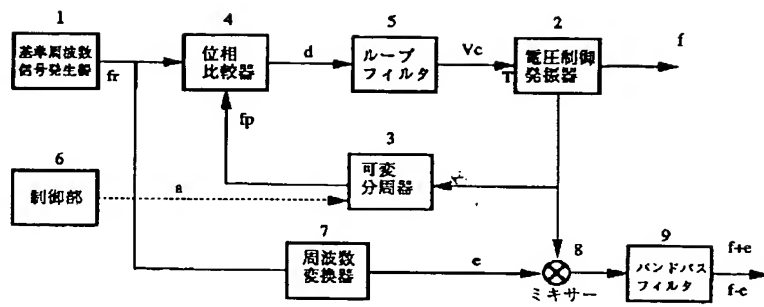 1
基準周波数
信号発生器
fr
4
位相
比較器
d
5
ループ
フィルタ
Vc
2
T
電圧制御
発振器
f
fp
3
可変
分周器
6
制御部
a
7
周波数
変換器
e
g
ミキサー
9
バンドパス
フィルタ
f+e
f-e